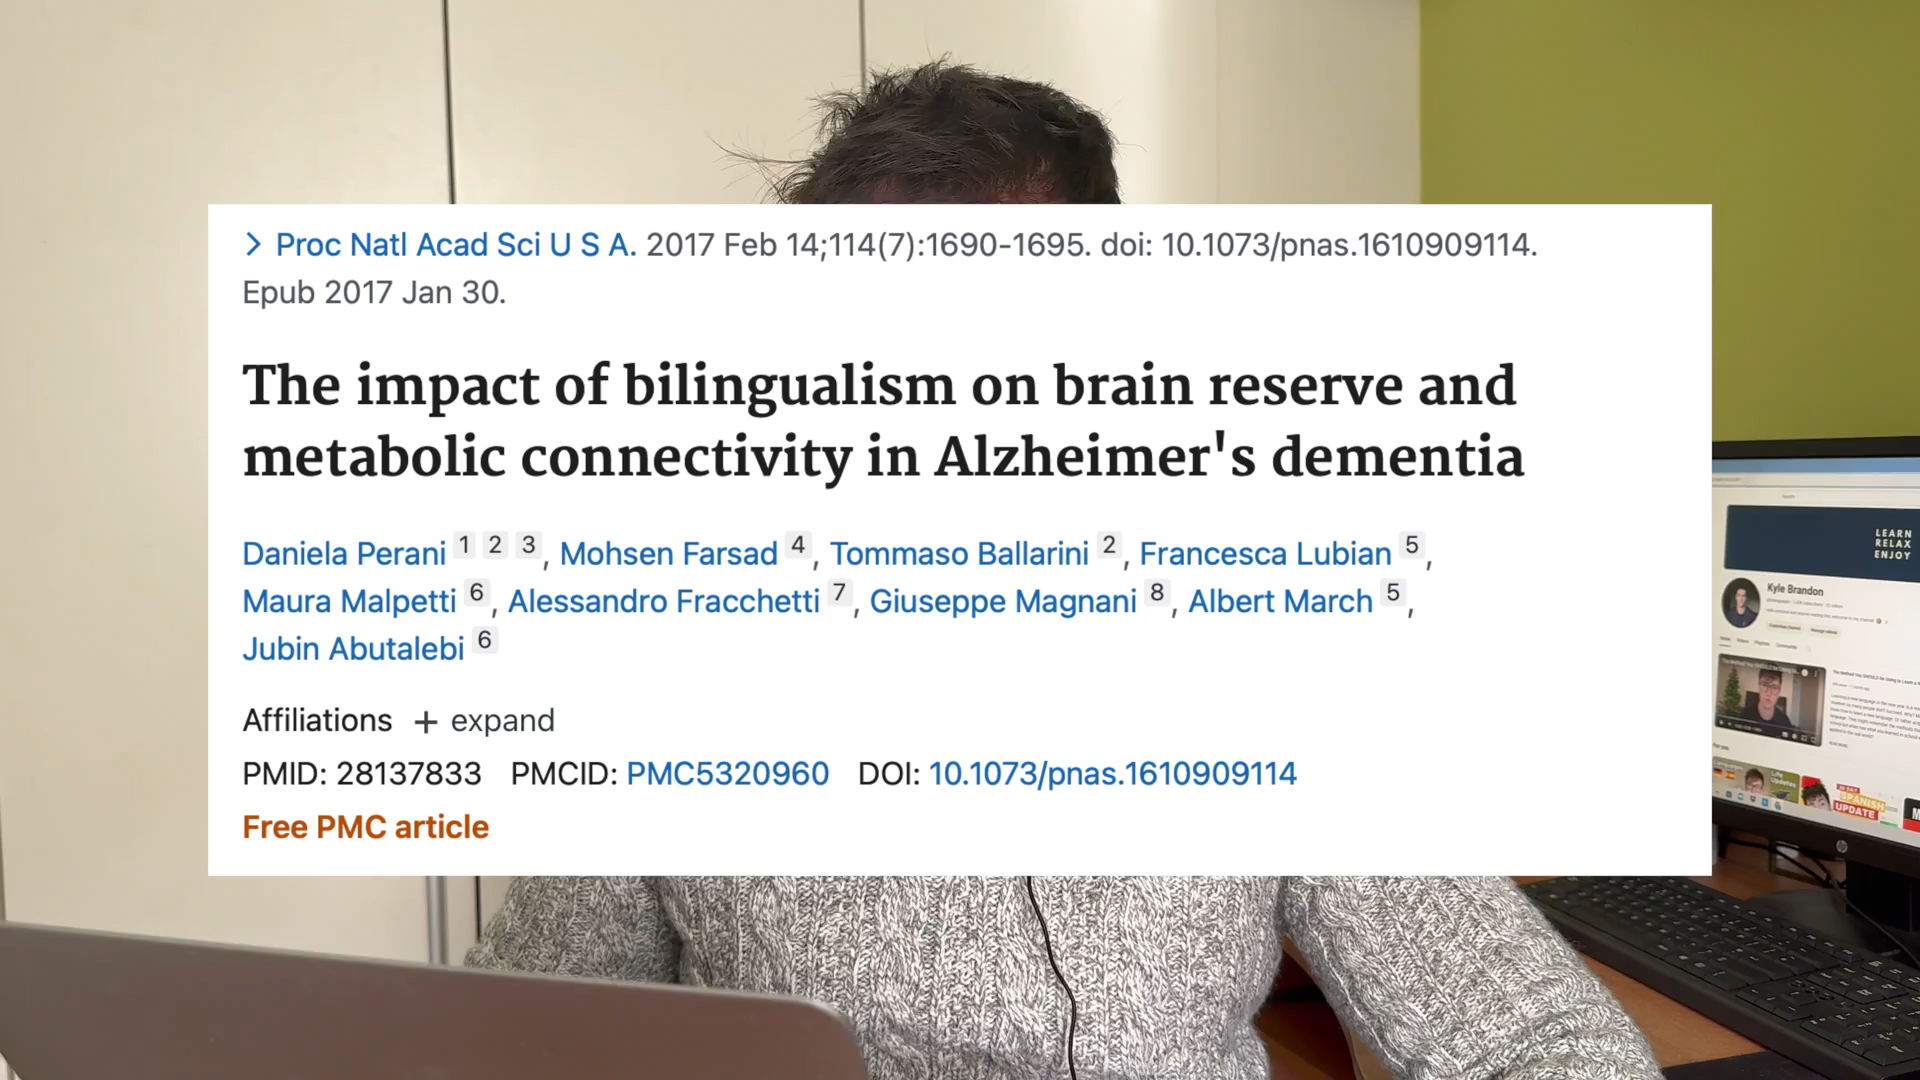 Proc Natl Acad Sci U S A. 2017 Feb 14;114(7):1690-1695. doi: 10.1073/pnas.1610909114.
Epub 2017 Jan 30.
The impact of bilingualism on brain reserve and
metabolic connectivity in Alzheimer's dementia
Daniela Perani 1 2 3, Mohsen Farsad 4, Tommaso Ballarini 2, Francesca Lubian 5,
Maura Malpetti 6, Alessandro Fracchetti 7, Giuseppe Magnani 8, Albert March 5,
Jubin Abutalebi 6
Affiliations + expand
PMID: 28137833 PMCID: PMC5320960 DOI: 10.1073/pnas.1610909114
Free PMC article
LEARN
RELAX
ENJOY
Kyle Brandon
SPANISH
UPDATE